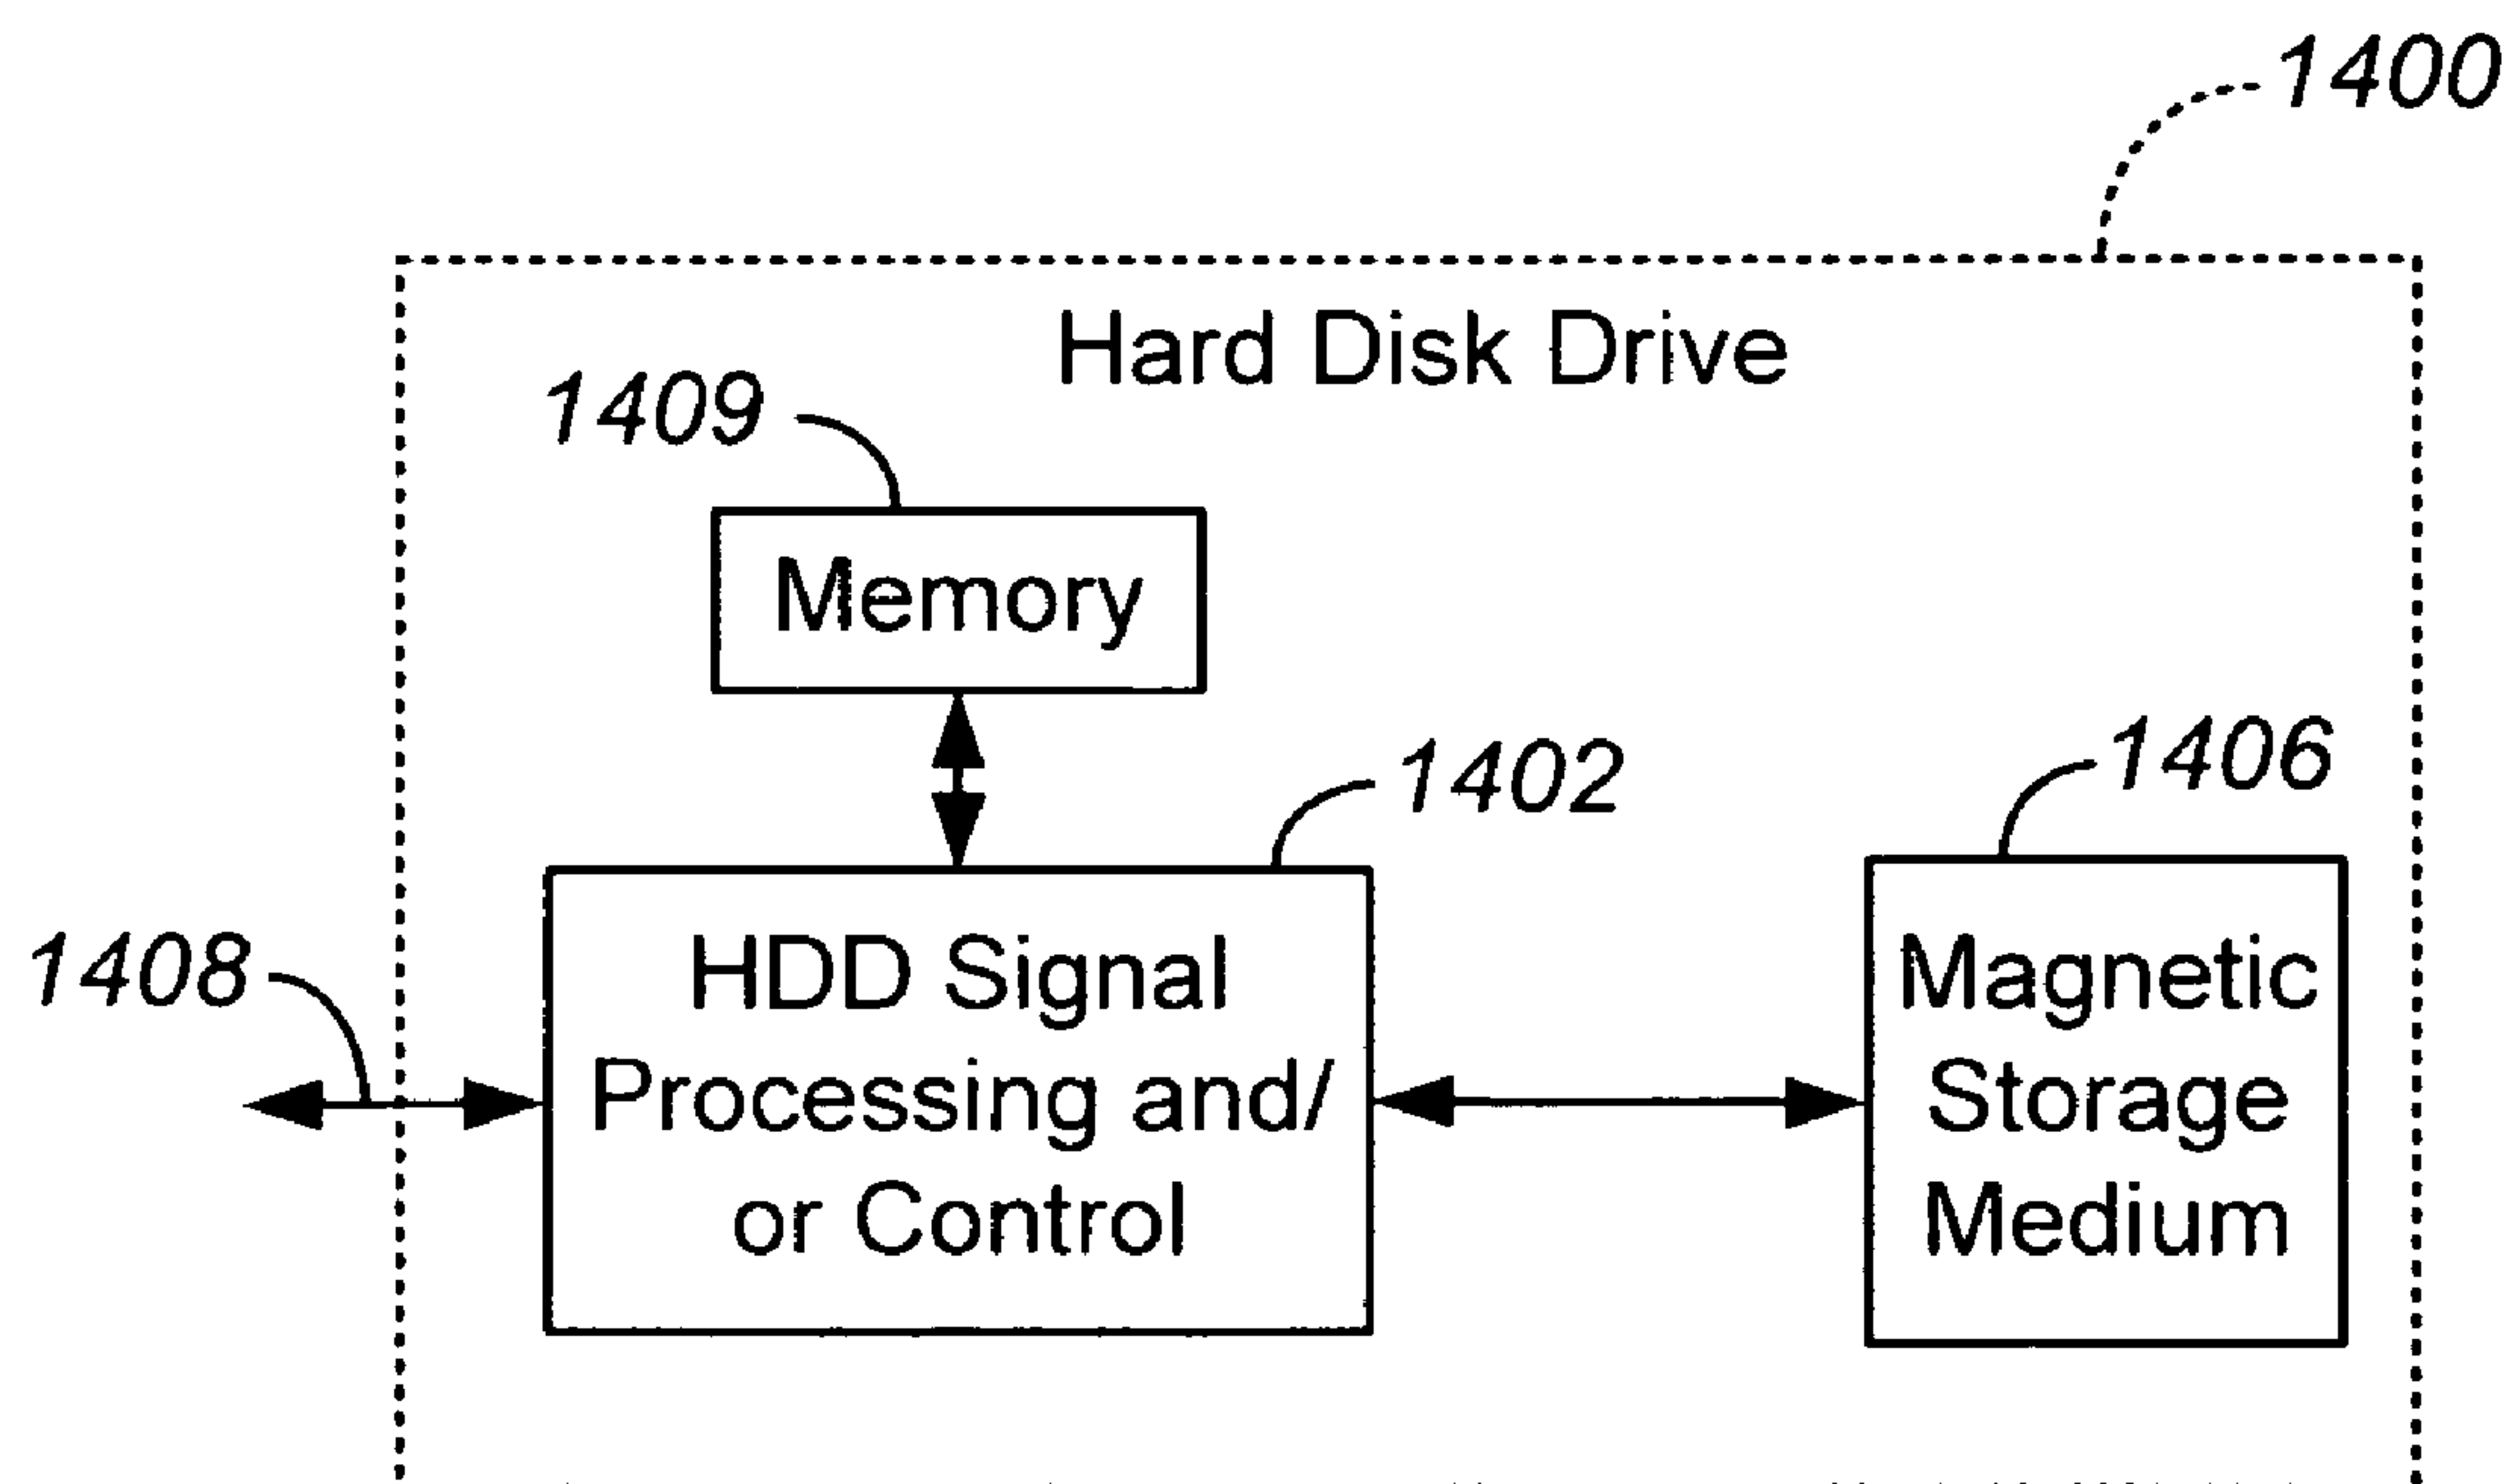 1400
Hard Disk Drive
1409
Memory
1402
1406
1408
HDD Signal
Processing and/
or Control
Magnetic
Storage
Medium